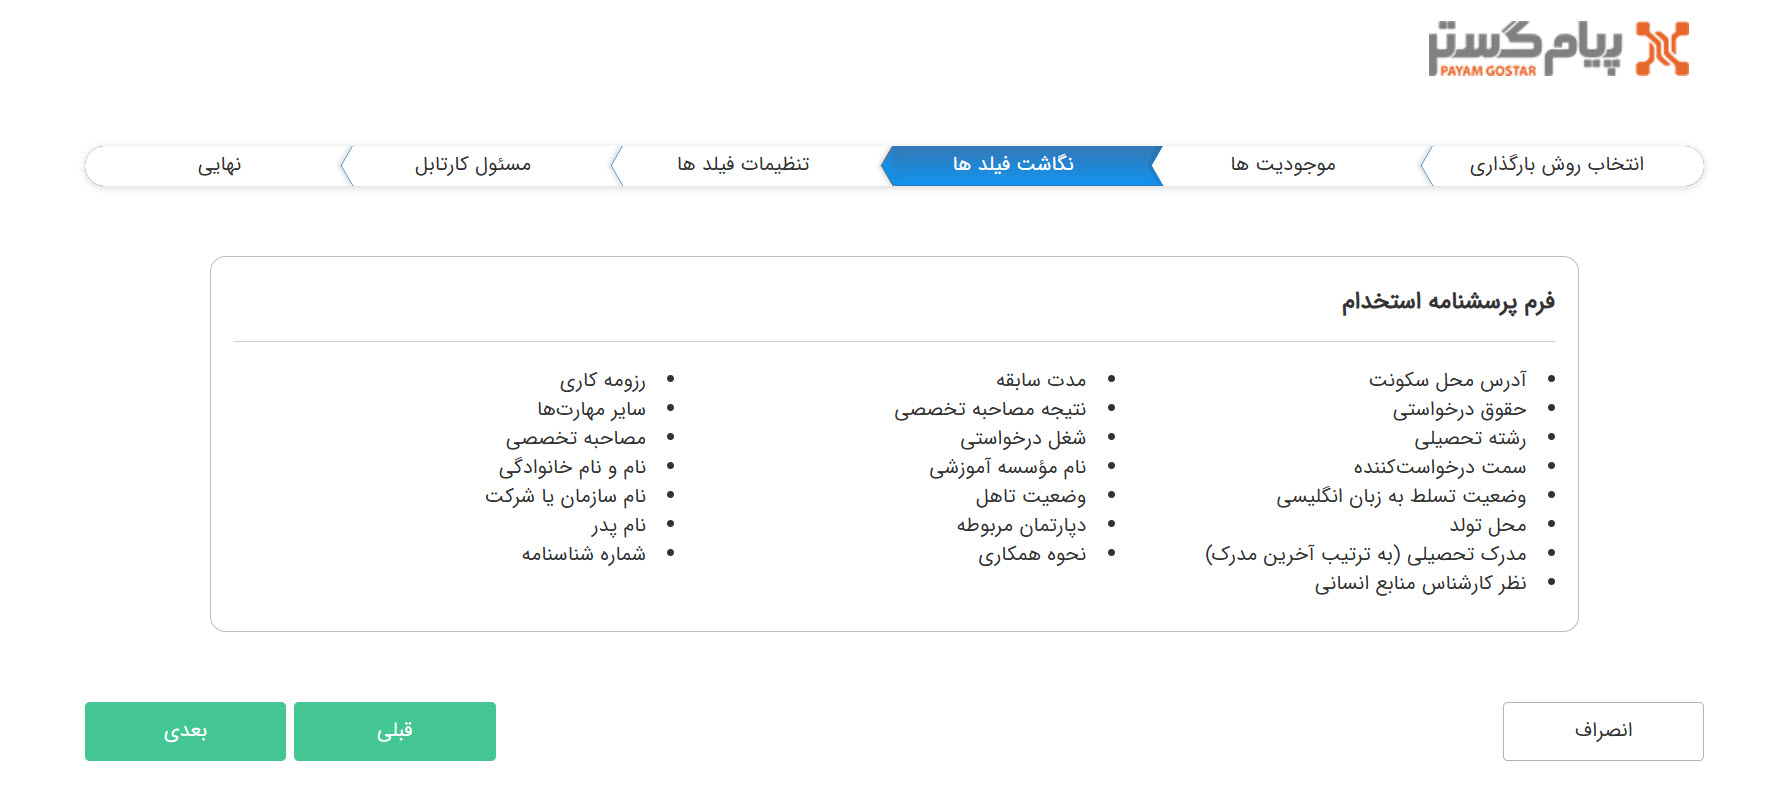 پیام گستر
PAYAM GOSTAR
انتخاب روش بارگذاری
موجودیت ها
نگاشت فیلد ها
تنظیمات فیلد ها
مسئول کارتابل
نهایی
فرم پرسشنامه استخدام
آدرس محل سکونت
حقوق درخواستی
رشته تحصیلی
سمت درخواست‌کننده
وضعیت تسلط به زبان انگلیسی
محل تولد
مدرک تحصیلی (به ترتیب آخرین مدرک)
نظر کارشناس منابع انسانی
مدت سابقه
نتیجه مصاحبه تخصصی
شغل درخواستی
نام مؤسسه آموزشی
وضعیت تاهل
دپارتمان مربوطه
نحوه همکاری
رزومه کاری
سایر مهارت‌ها
مصاحبه تخصصی
نام و نام خانوادگی
نام سازمان یا شرکت
نام پدر
شماره شناسنامه
انصراف
قبلی
بعدی